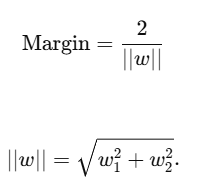 Margin = 2 / ||w||
||w|| = √(w₁² + w₂²).